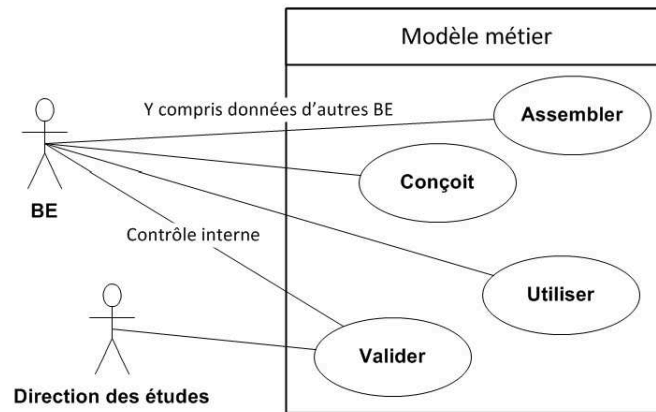 Modèle métier
Y compris données d'autres BE
Assembler
Conçoit
BE
Contrôle interne
Utiliser
Valider
Direction des études